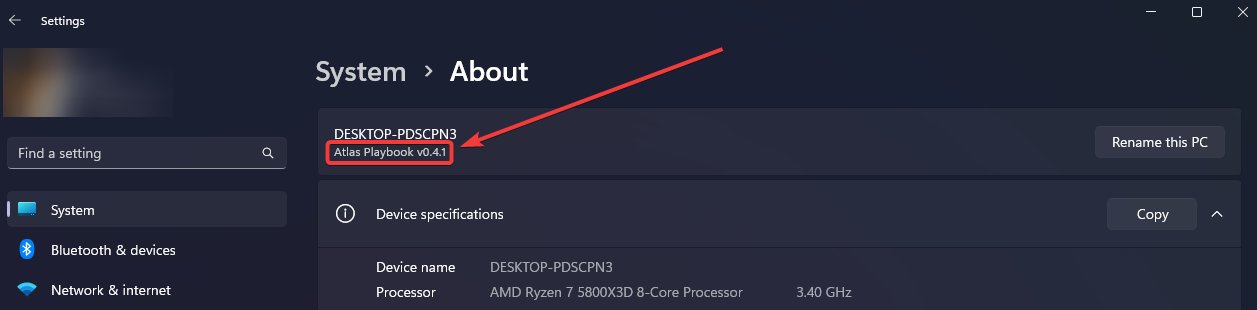 Settings
System > About
DESKTOP-PDSCPN3
Atlas Playbook v0.4.1
Rename this PC
Find a setting
System
Bluetooth & devices
Network & internet
Device specifications
Copy
Device name DESKTOP-PDSCPN3
Processor AMD Ryzen 7 5800X3D 8-Core Processor 3.40 GHz